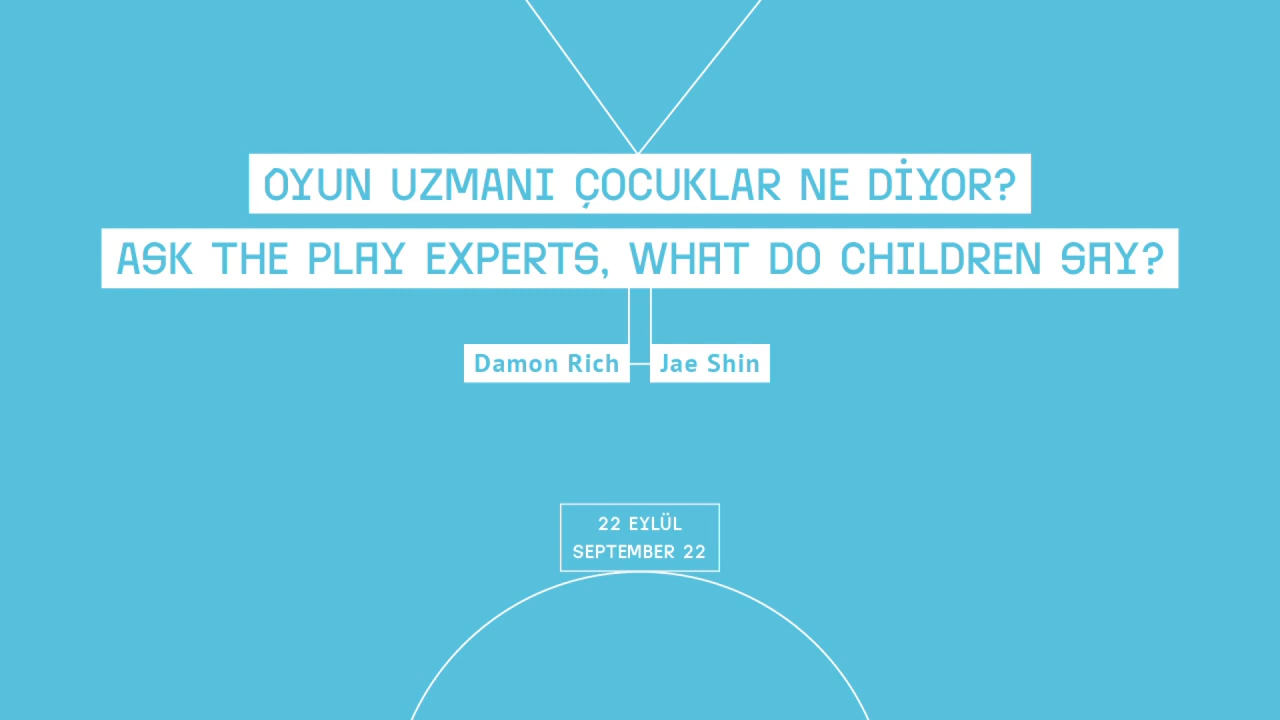 OYUN UZMANI ÇOCUKLAR NE DİYOR?
ASK THE PLAY EXPERTS, WHAT DO CHILDREN SAY?
Damon Rich Jae Shin
22 EYLÜL
SEPTEMBER 22